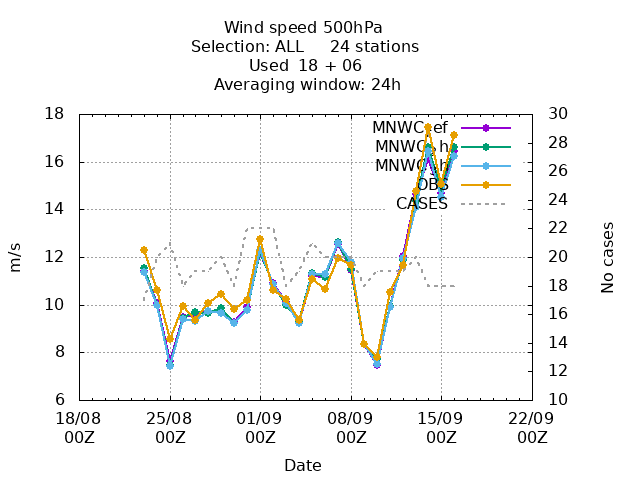 Wind speed 500hPa
Selection: ALL 24 stations
Used 18 + 06
Averaging window: 24h
18
16
14
12
10
8
6
m/s
30
28
26
24
22
20
18
16
14
12
10
No cases
OBS
CASES
18/08 25/08 01/09 08/09 15/09 22/09
00Z 00Z 00Z 00Z 00Z 00Z
Date